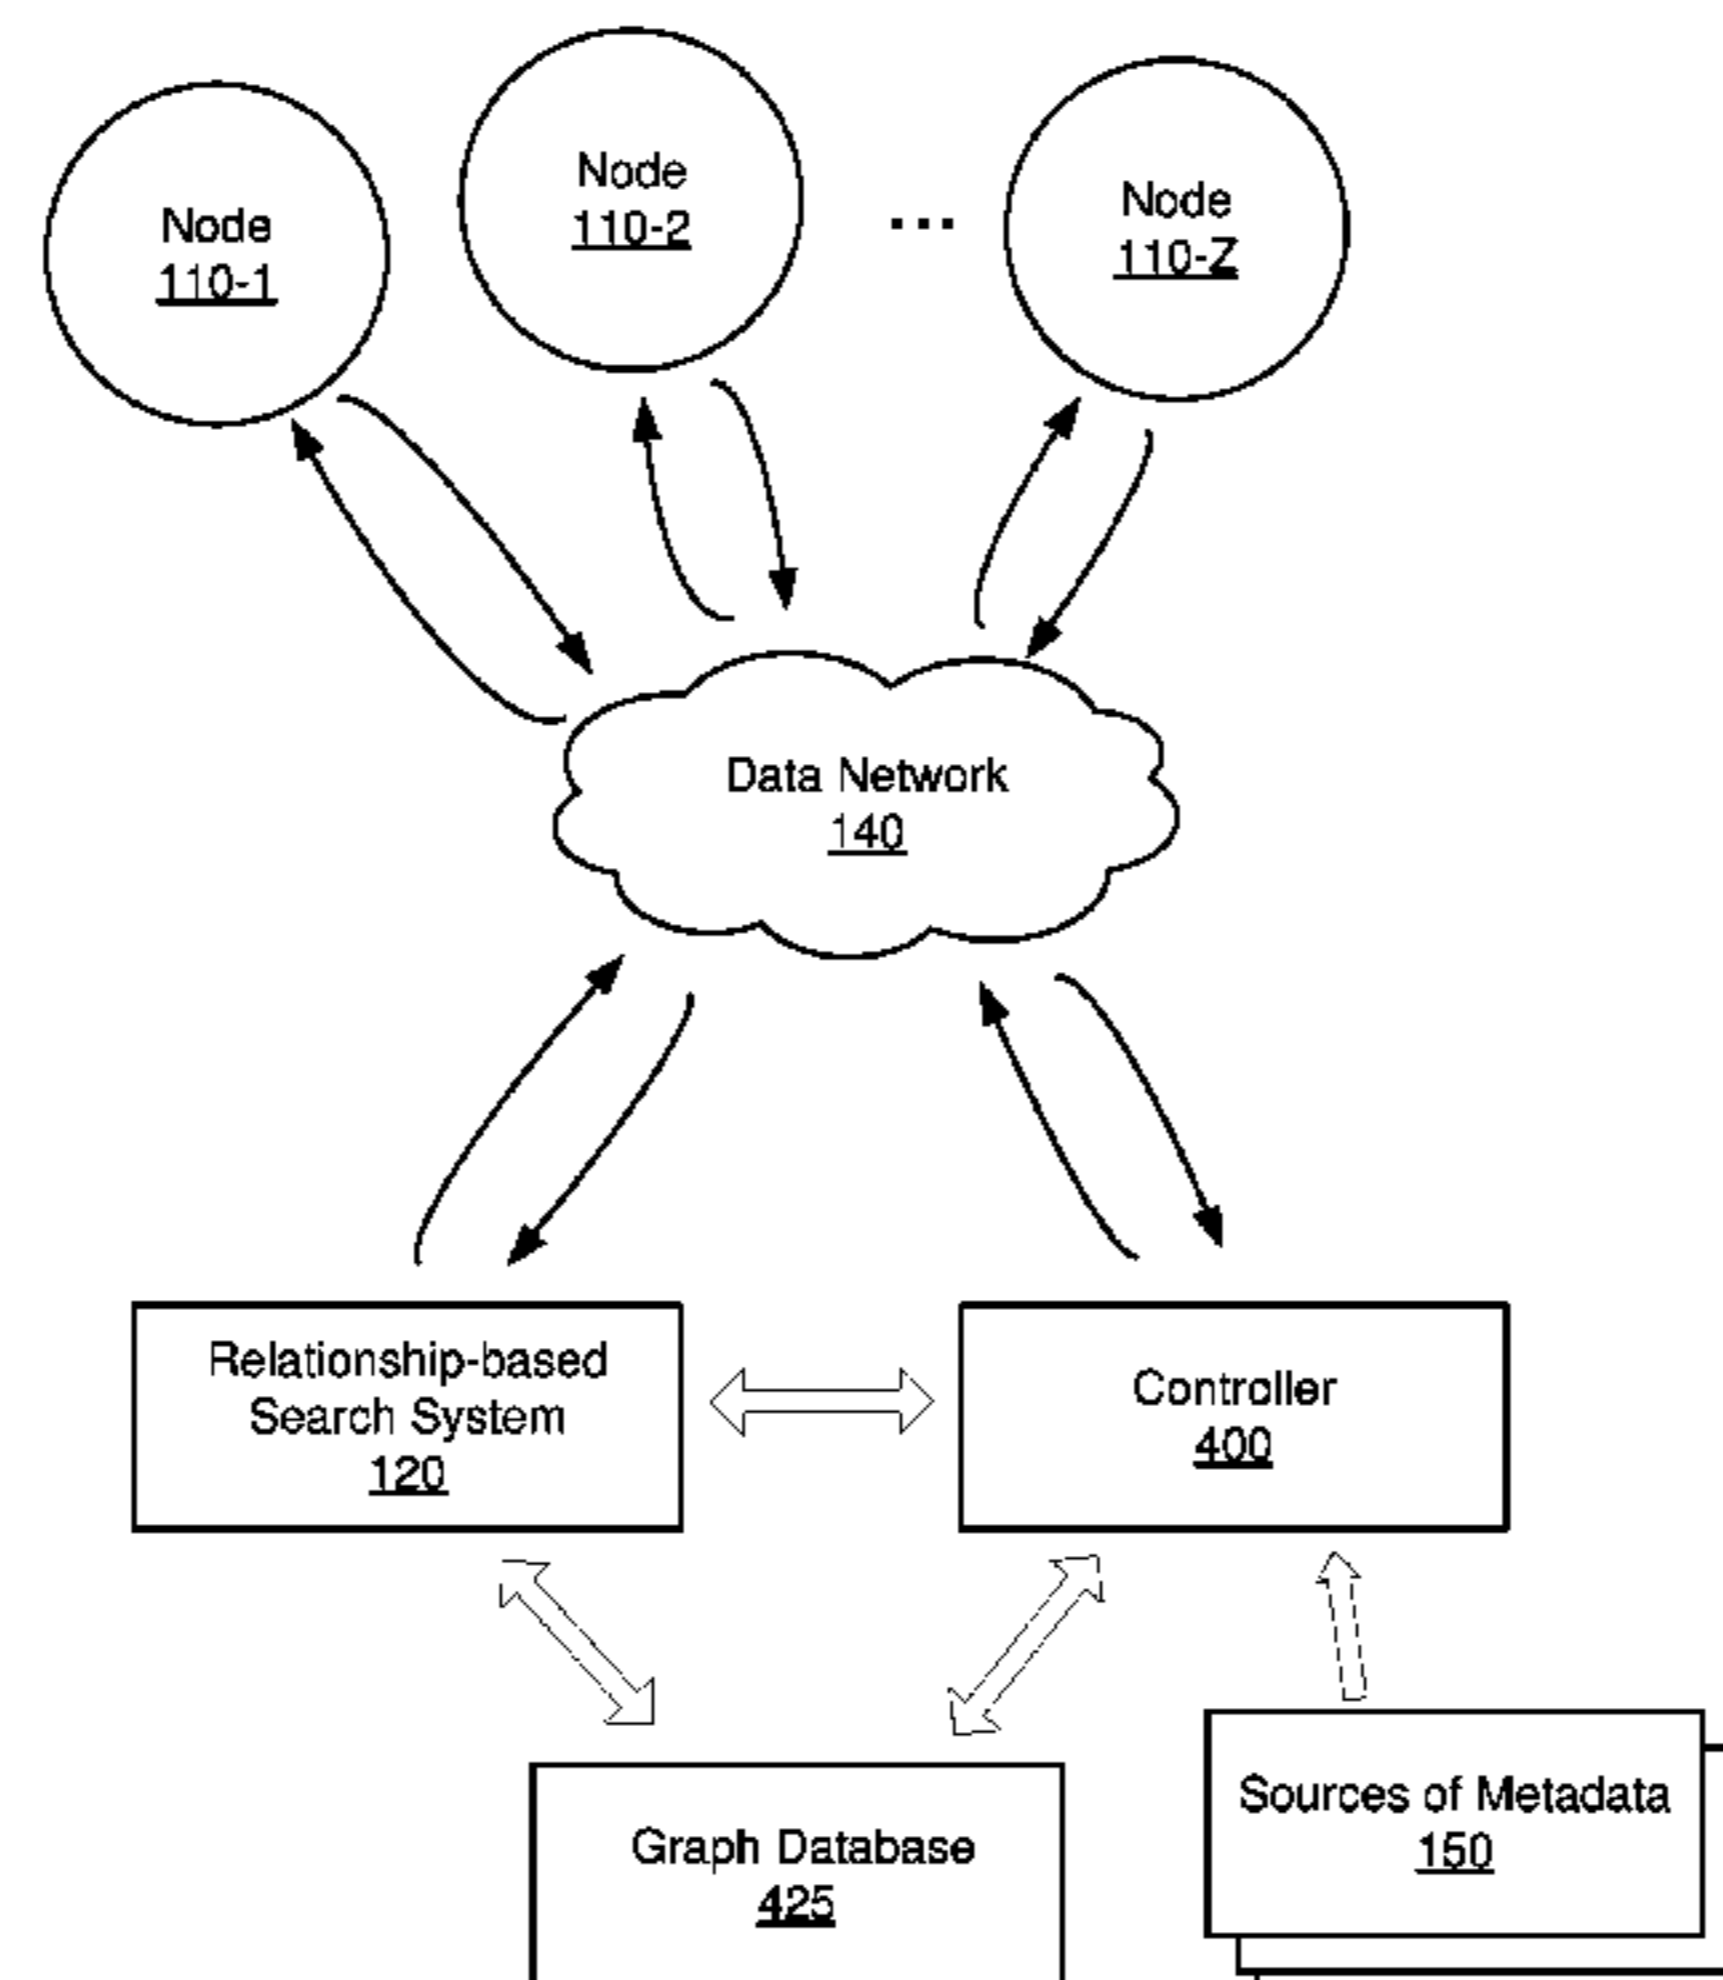 Node
110-1
Node
110-2
...
Node
110-Z
Data Network
140
Relationship-based
Search System
120
Controller
400
Graph Database
425
Sources of Metadata
150